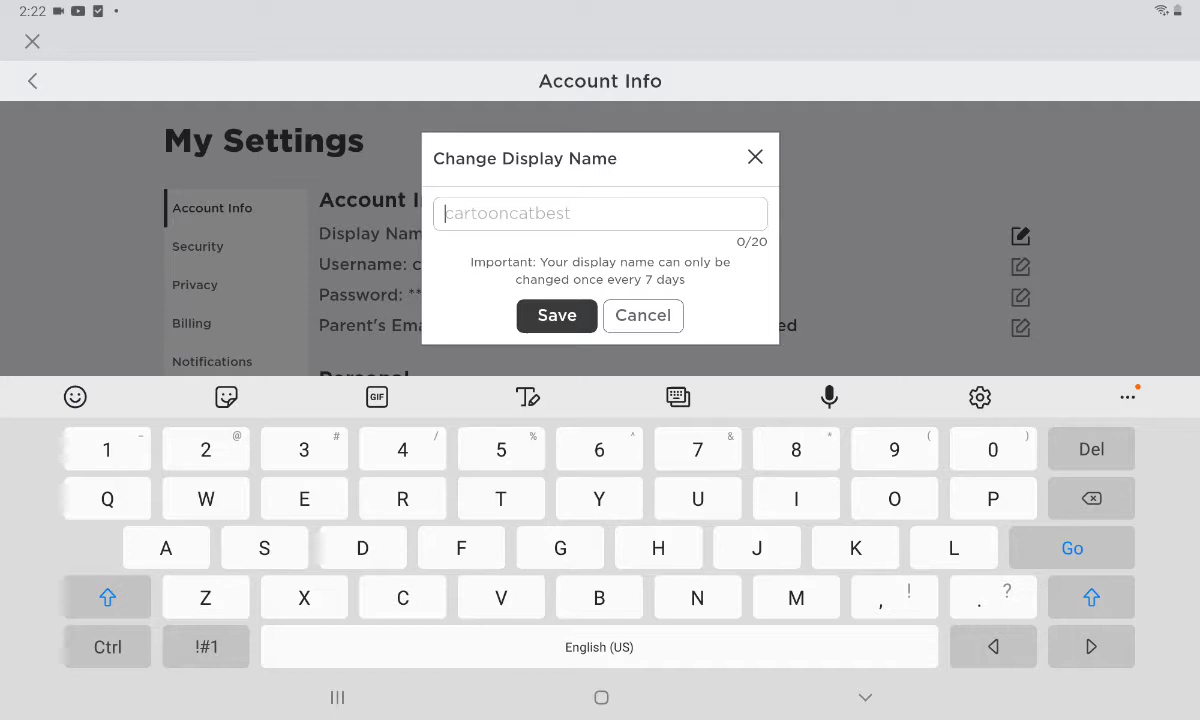 2:22
Account Info
My Settings
Change Display Name
cartooncatbest
0/20
Important: Your display name can only be
changed once every 7 days
Save Cancel
Account Info
Security
Privacy
Billing
Notifications
Account I
Display Nam
Username: c
Password: **
Parent's Ema
ed
GIF
1 2 @ 3 # 4 / 5 % 6 ^ 7 & 8 * 9 ( 0 ) Del
Q W E R T Y U I O P
A S D F G H J K L Go
Z X C V B N M , ! . ?
Ctrl !#1 English (US)